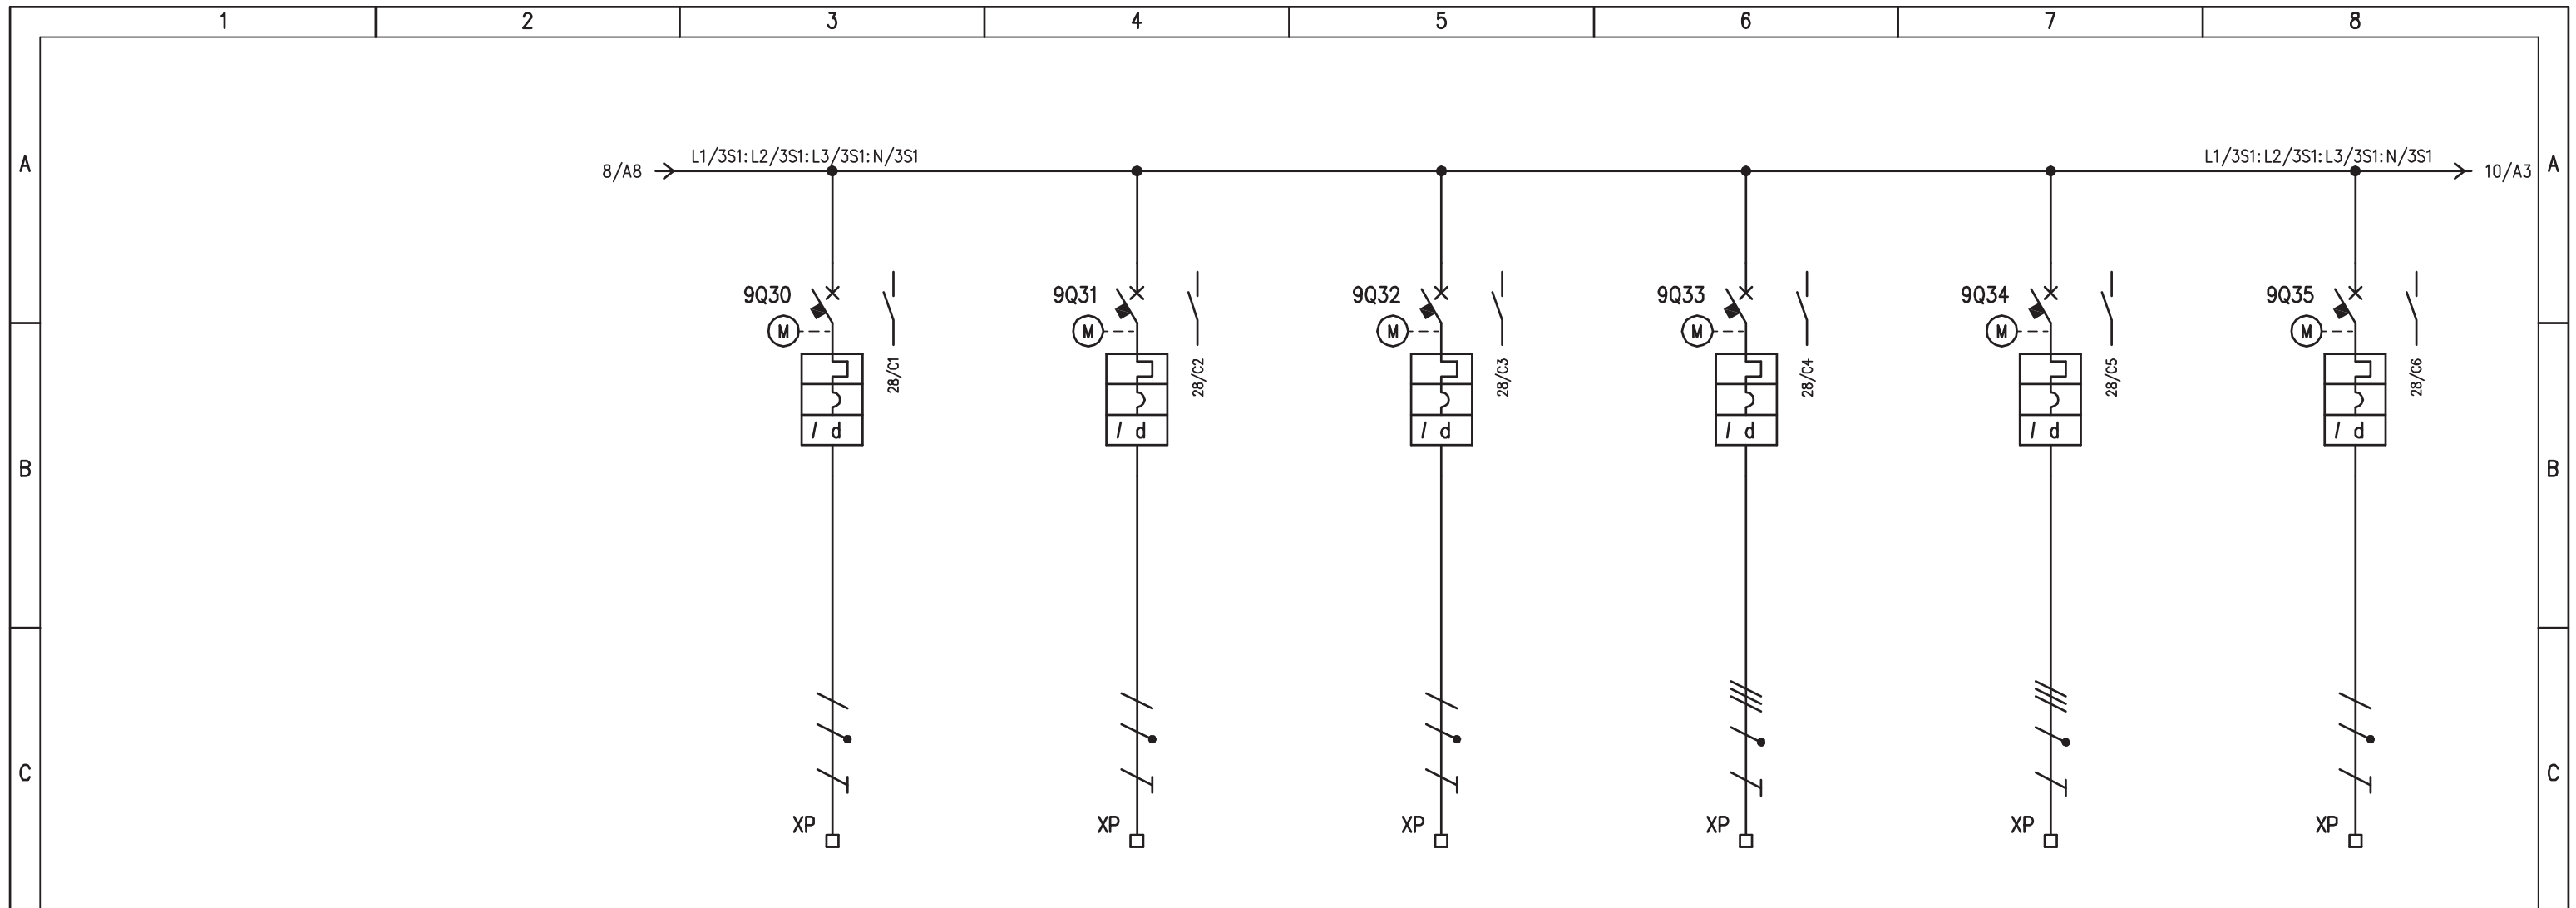 1 2 3 4 5 6 7 8
A A
L1/3S1:L2/3S1:L3/3S1:N/3S1 L1/3S1:L2/3S1:L3/3S1:N/3S1
8/A8 10/A3
9Q30 9Q31 9Q32 9Q33 9Q34 9Q35
M M M M M M
28/C1 28/C2 28/C3 28/C4 28/C5 28/C6
I d I d I d I d I d I d
B B
C C
XP XP XP XP XP XP